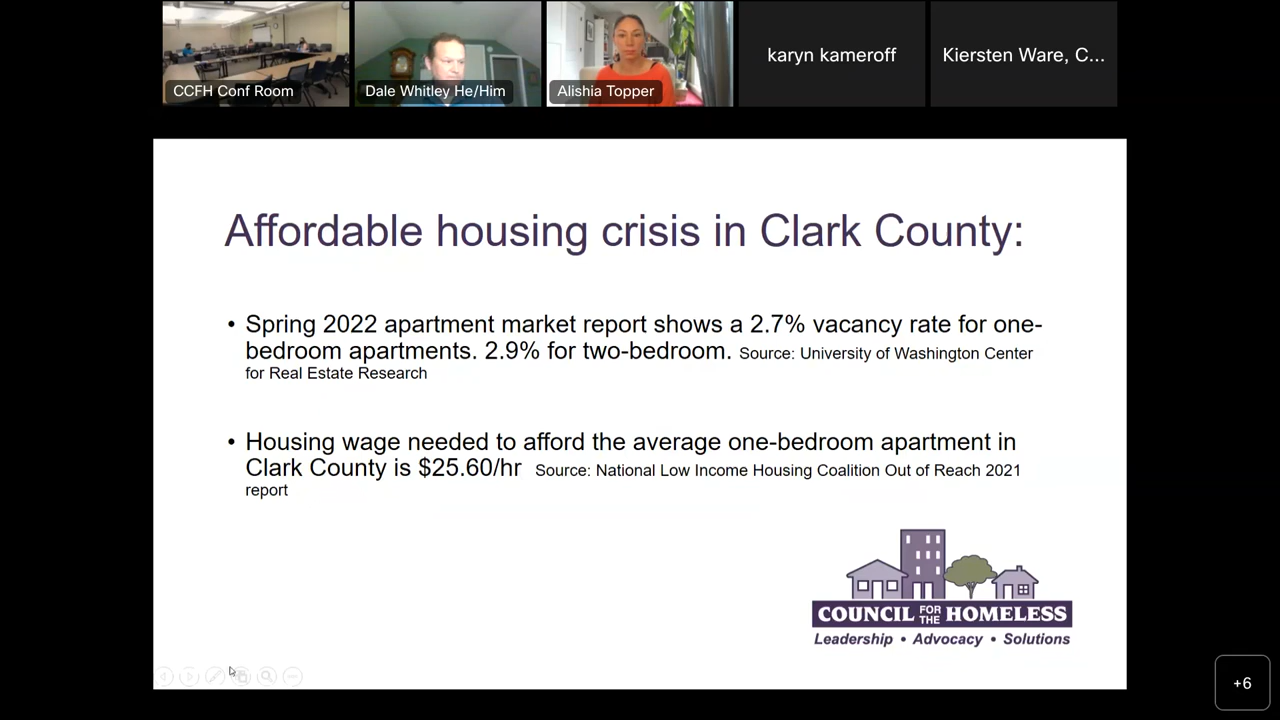 CCFH Conf Room
Dale Whitley He/Him
Alishia Topper
karyn kameroff
Kiersten Ware, C...
Affordable housing crisis in Clark County:
• Spring 2022 apartment market report shows a 2.7% vacancy rate for one-
bedroom apartments. 2.9% for two-bedroom. Source: University of Washington Center
for Real Estate Research
• Housing wage needed to afford the average one-bedroom apartment in
Clark County is $25.60/hr Source: National Low Income Housing Coalition Out of Reach 2021
report
COUNCIL FOR THE HOMELESS
Leadership • Advocacy • Solutions
+6